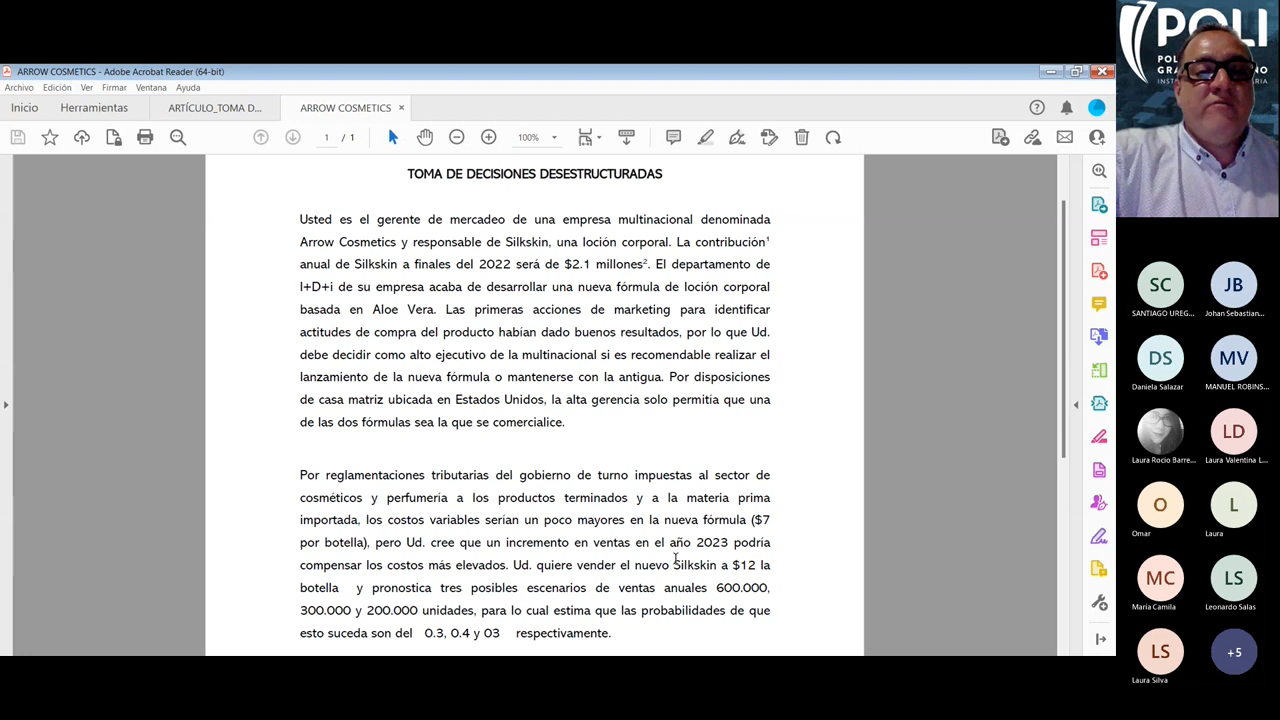 ARROW COSMETICS - Adobe Acrobat Reader (64-bit)
Archivo Edición Ver Firmar Ventana Ayuda
Inicio Herramientas ARTÍCULO_TOMA D... ARROW COSMETICS ×
1 / 1 100%
TOMA DE DECISIONES DESESTRUCTURADAS
Usted es el gerente de mercadeo de una empresa multinacional denominada
Arrow Cosmetics y responsable de Silkskin, una loción corporal. La contribución¹
anual de Silkskin a finales del 2022 será de $2.1 millones². El departamento de
I+D+i de su empresa acaba de desarrollar una nueva fórmula de loción corporal
basada en Aloe Vera. Las primeras acciones de marketing para identificar
actitudes de compra del producto habían dado buenos resultados, por lo que Ud.
debe decidir como alto ejecutivo de la multinacional si es recomendable realizar el
lanzamiento de la nueva fórmula o mantenerse con la antigua. Por disposiciones
de casa matriz ubicada en Estados Unidos, la alta gerencia solo permitía que una
de las dos fórmulas sea la que se comercialice.
Por reglamentaciones tributarias del gobierno de turno impuestas al sector de
cosméticos y perfumería a los productos terminados y a la materia prima
importada, los costos variables serían un poco mayores en la nueva fórmula ($7
por botella), pero Ud. cree que un incremento en ventas en el año 2023 podría
compensar los costos más elevados. Ud. quiere vender el nuevo Silkskin a $12 la
botella y pronostica tres posibles escenarios de ventas anuales 600.000,
300.000 y 200.000 unidades, para lo cual estima que las probabilidades de que
esto suceda son del 0.3, 0.4 y 03 respectivamente.
POLI
SC
SANTIAGO UREG...
JB
Johan Sebastian...
DS
Daniela Salazar
MV
MANUEL ROBINS...
Laura Rocio Barre...
LD
Laura Valentina L...
O
Omar
L
Laura
MC
María Camila
LS
Leonardo Salas
LS
Laura Silva
+5